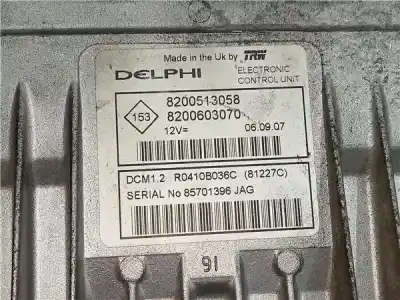 Made in the Uk by TRW
DELPHI
ELECTRONIC
CONTROL UNIT
153
8200513058
8200603070
12V=
06.09.07
DCM1.2 R0410B036C (81227C)
SERIAL No 85701396 JAG
91